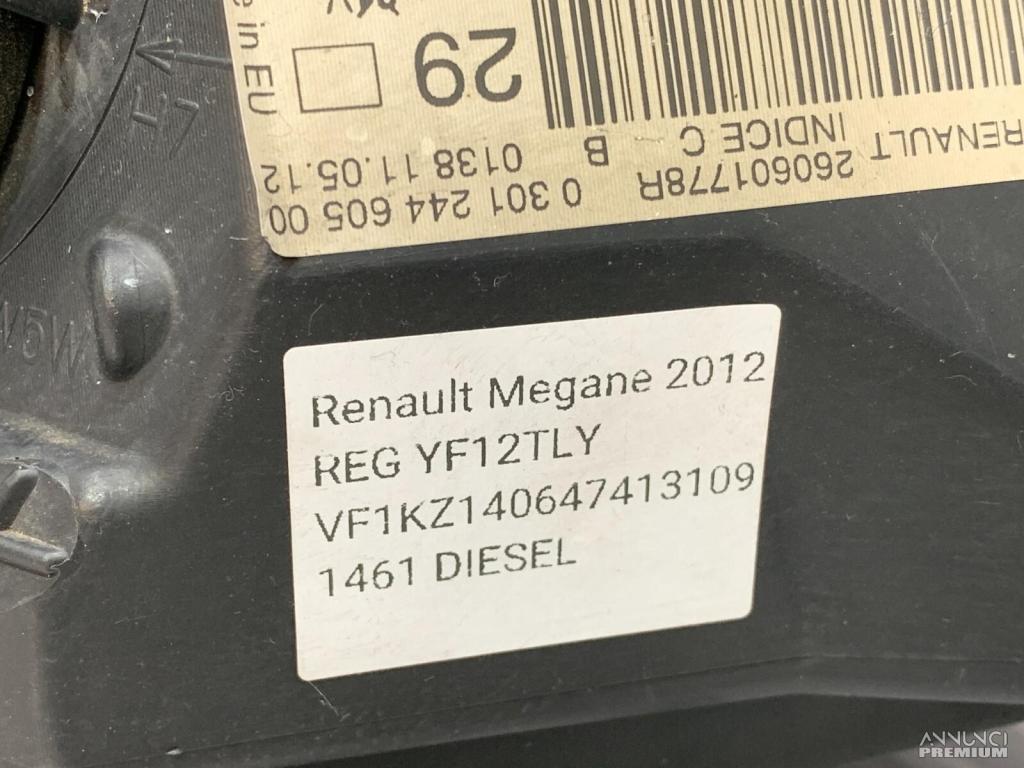 Made in EU
29
RENAULT
INDICE C B 0138 11.05.12
260601778R 0 301 244 605 00
H7
W5W
Renault Megane 2012
REG YF12TLY
VF1KZ140647413109
1461 DIESEL
ANNUNCI
PREMIUM